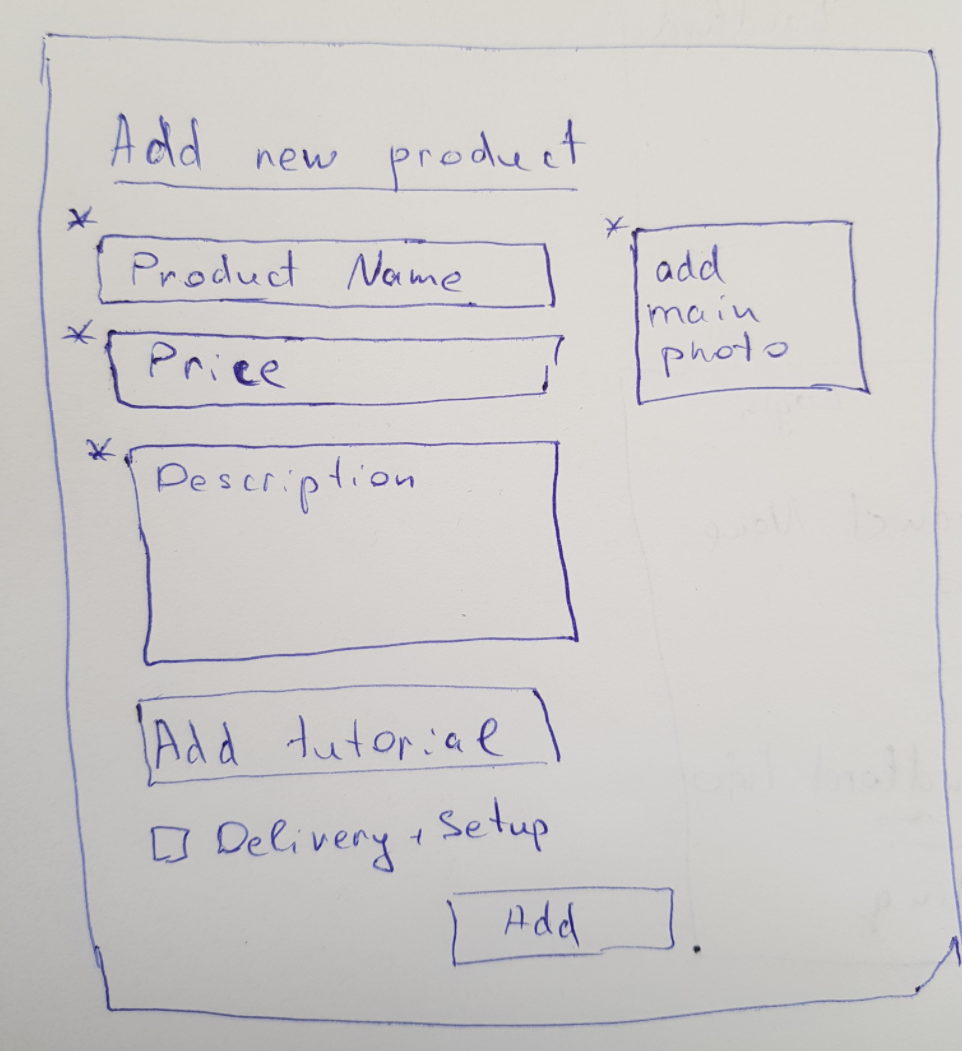 Add new product
* Product Name
* add
main
photo
* Price
* Description
Add tutorial
Delivery + Setup
Add